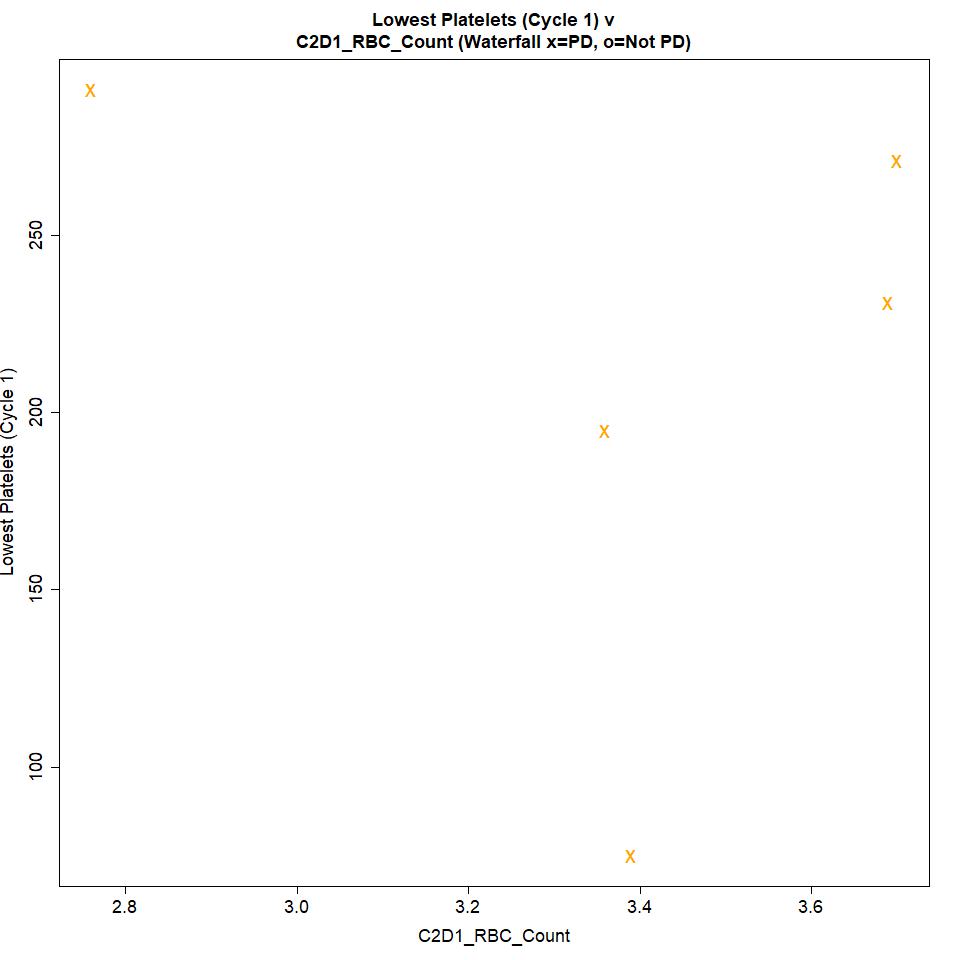 Lowest Platelets (Cycle 1) v
C2D1_RBC_Count (Waterfall x=PD, o=Not PD)
Lowest Platelets (Cycle 1)
250
200
150
100
X
X
X
X
X
2.8
3.0
3.2
3.4
3.6
C2D1_RBC_Count